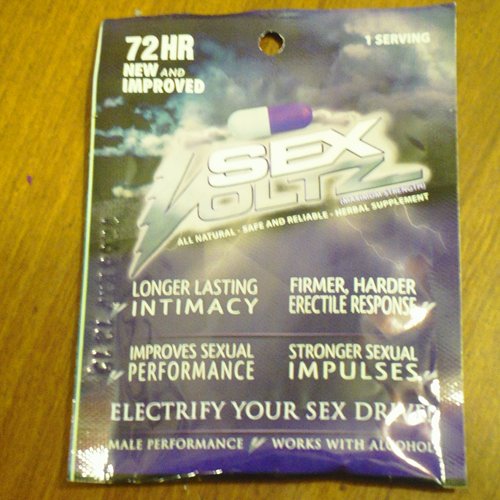 72HR
NEW AND
IMPROVED
1 SERVING
SEX
VOLTZ
(MAXIMUM STRENGTH)
ALL NATURAL - SAFE AND RELIABLE - HERBAL SUPPLEMENT
LONGER LASTING
INTIMACY
FIRMER, HARDER
ERECTILE RESPONSE
IMPROVES SEXUAL
PERFORMANCE
STRONGER SEXUAL
IMPULSES
ELECTRIFY YOUR SEX DRIVE
MALE PERFORMANCE WORKS WITH ALCOHOL